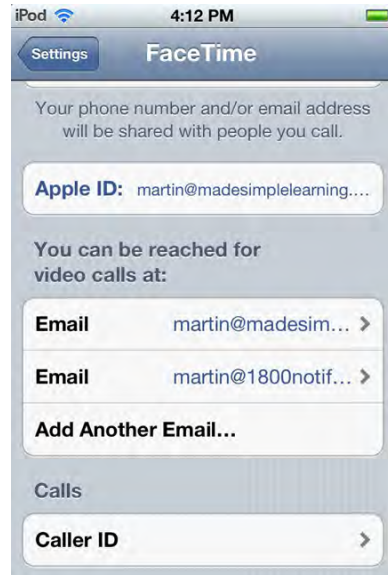 iPod 4:12 PM
Settings FaceTime
Your phone number and/or email address
will be shared with people you call.
Apple ID: martin@madesimplelearning....
You can be reached for
video calls at:
Email martin@madesim... >
Email martin@1800notif... >
Add Another Email...
Calls
Caller ID >